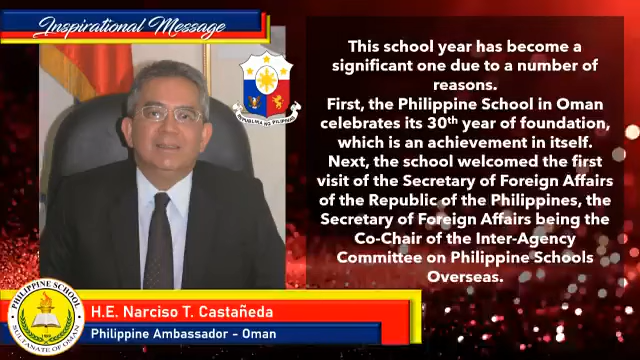 Inspirational Message
REPUBLIKA NG PILIPINAS
This school year has become a
significant one due to a number of
reasons.
First, the Philippine School in Oman
celebrates its 30th year of foundation,
which is an achievement in itself.
Next, the school welcomed the first
visit of the Secretary of Foreign Affairs
of the Republic of the Philippines, the
Secretary of Foreign Affairs being the
Co-Chair of the Inter-Agency
Committee on Philippine Schools
Overseas.
PHILIPPINE SCHOOL
SULTANATE OF OMAN
H.E. Narciso T. Castañeda
Philippine Ambassador – Oman